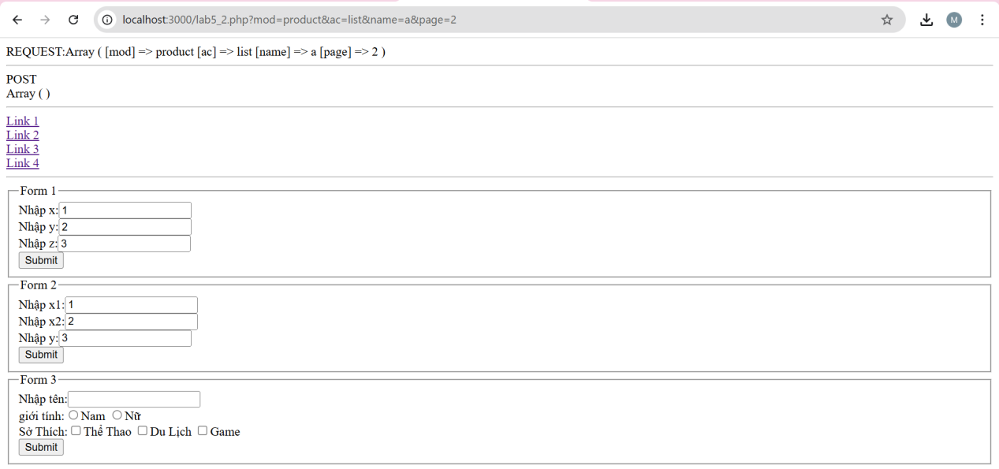 localhost:3000/lab5_2.php?mod=product&ac=list&name=a&page=2
M
REQUEST:Array ( [mod] => product [ac] => list [name] => a [page] => 2 )
POST
Array ( )
Link 1
Link 2
Link 3
Link 4
Form 1
Nhập x: 1
Nhập y: 2
Nhập z: 3
Submit
Form 2
Nhập x1: 1
Nhập x2: 2
Nhập y: 3
Submit
Form 3
Nhập tên:
giới tính: Nam Nữ
Sở Thích: Thể Thao Du Lịch Game
Submit